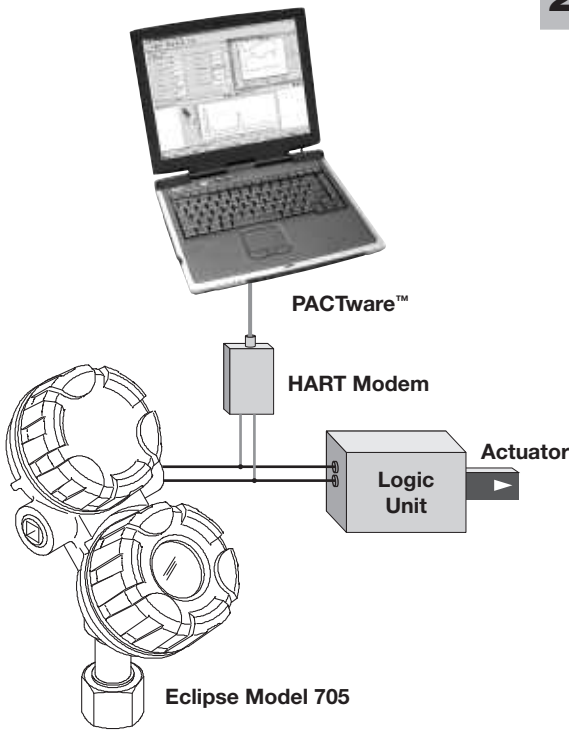 2
PACTware™
HART Modem
Actuator
Logic
Unit
Eclipse Model 705